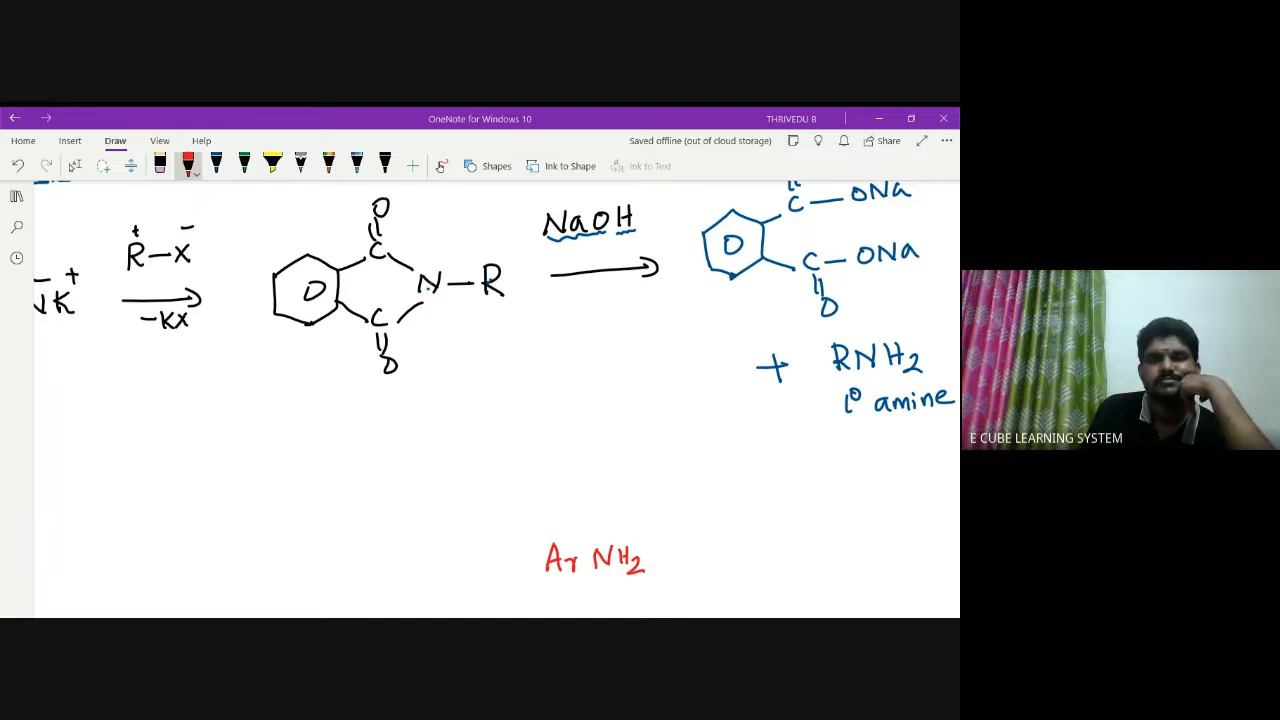 OneNote for Windows 10
THRIVEDU B
Home Insert Draw View Help
Saved offline (out of cloud storage)
Share
Shapes
Ink to Shape
Ink to Text
C — ONa
O
+ −
R—X
−KX
− +
K
O
C
N — R
C
O
NaOH
C — ONa
O
+ RNH2
1° amine
Ar NH2
E CUBE LEARNING SYSTEM